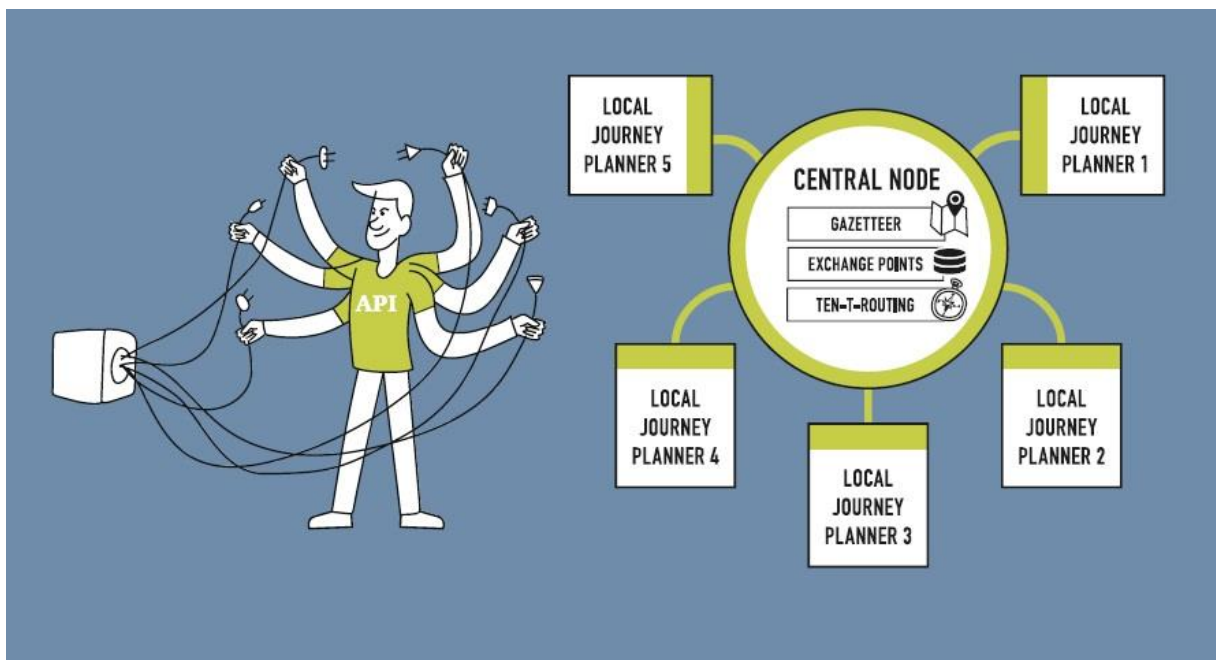 API
LOCAL
JOURNEY
PLANNER 5
CENTRAL NODE
GAZETTEER
EXCHANGE POINTS
TEN-T-ROUTING
LOCAL
JOURNEY
PLANNER 1
LOCAL
JOURNEY
PLANNER 4
LOCAL
JOURNEY
PLANNER 3
LOCAL
JOURNEY
PLANNER 2